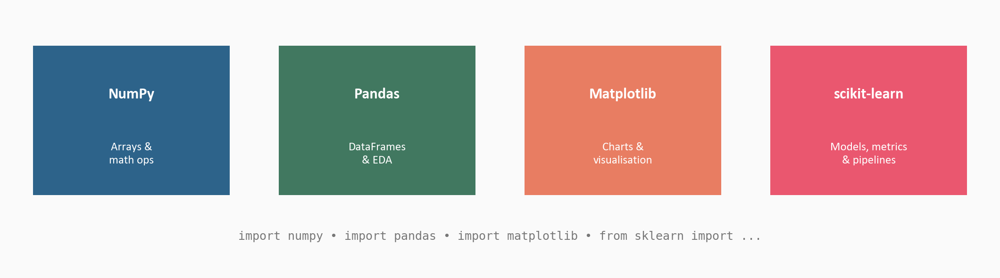 NumPy
Arrays &
math ops
Pandas
DataFrames
& EDA
Matplotlib
Charts &
visualisation
scikit-learn
Models, metrics
& pipelines
import numpy • import pandas • import matplotlib • from sklearn import ...